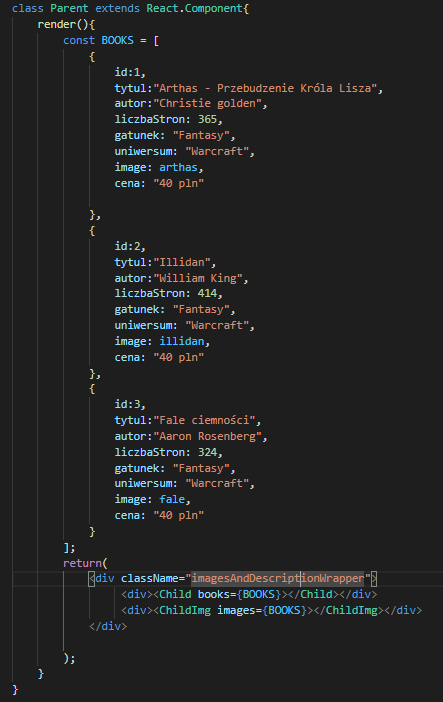 class Parent extends React.Component{
render(){
const BOOKS = [
{
id:1,
tytul:"Arthas - Przebudzenie Króla Lisza",
autor:"Christie golden",
liczbaStron: 365,
gatunek: "Fantasy",
uniwersum: "Warcraft",
image: arthas,
cena: "40 pln"
},
{
id:2,
tytul:"Illidan",
autor:"William King",
liczbaStron: 414,
gatunek: "Fantasy",
uniwersum: "Warcraft",
image: illidan,
cena: "40 pln"
},
{
id:3,
tytul:"Fale ciemności",
autor:"Aaron Rosenberg",
liczbaStron: 324,
gatunek: "Fantasy",
uniwersum: "Warcraft",
image: fale,
cena: "40 pln"
}
];
return(
<div className="imagesAndDescriptionWrapper">
<div><Child books={BOOKS}></Child></div>
<div><ChildImg images={BOOKS}></ChildImg></div>
</div>
);
}
}